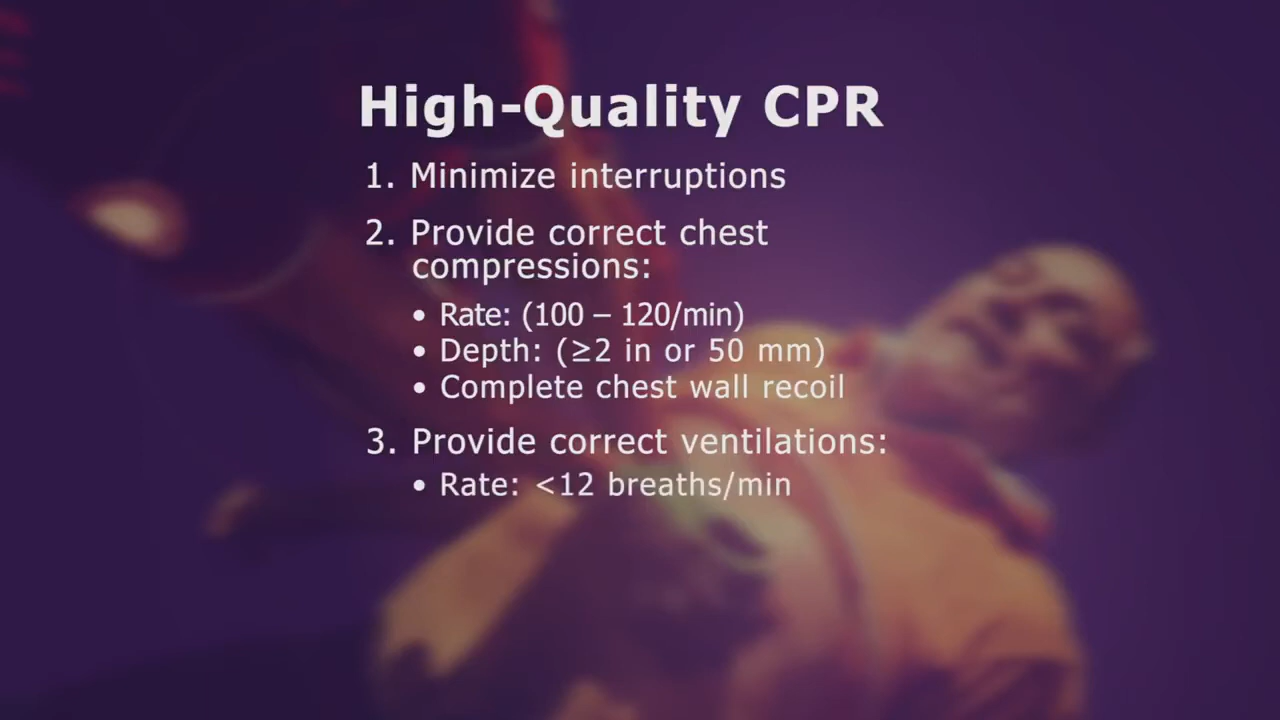 High-Quality CPR
1. Minimize interruptions
2. Provide correct chest
compressions:
• Rate: (100 – 120/min)
• Depth: (≥2 in or 50 mm)
• Complete chest wall recoil
3. Provide correct ventilations:
• Rate: <12 breaths/min